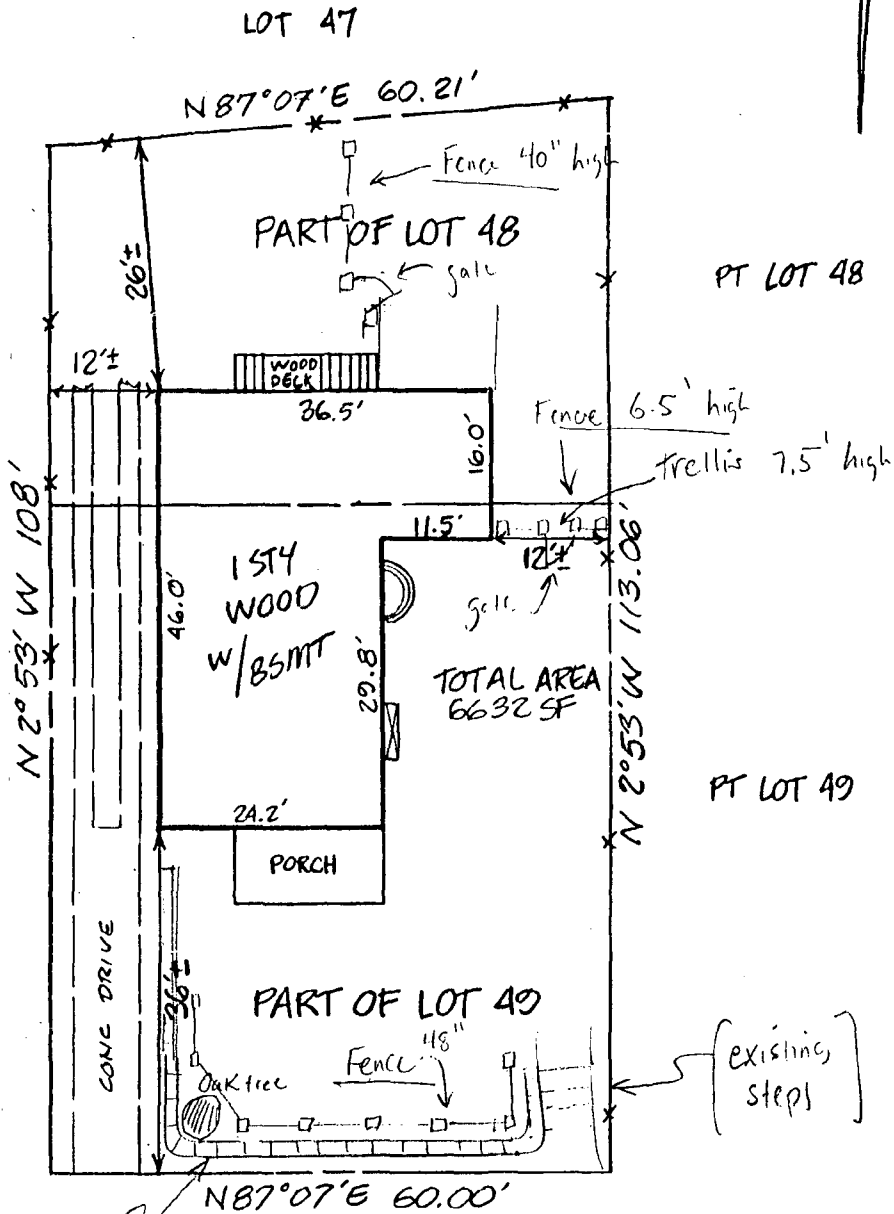 LOT 47
N 87°07'E 60.21'
Fence 40" high
PART OF LOT 48
gate
PT LOT 48
26'±
12'±
WOOD
DECK
36.5'
16.0'
Fence 6.5' high
trellis 7.5' high
11.5'
12'±
gate
N 2°53' W 108'
46.0'
1 STY
WOOD
W/BSMT
29.8'
TOTAL AREA
6632 SF
N 2°53' W 113.06'
PT LOT 49
24.2'
PORCH
CONC DRIVE
36'±
PART OF LOT 49
Fence 48"
Oak tree
existing
steps
N87°07'E 60.00'